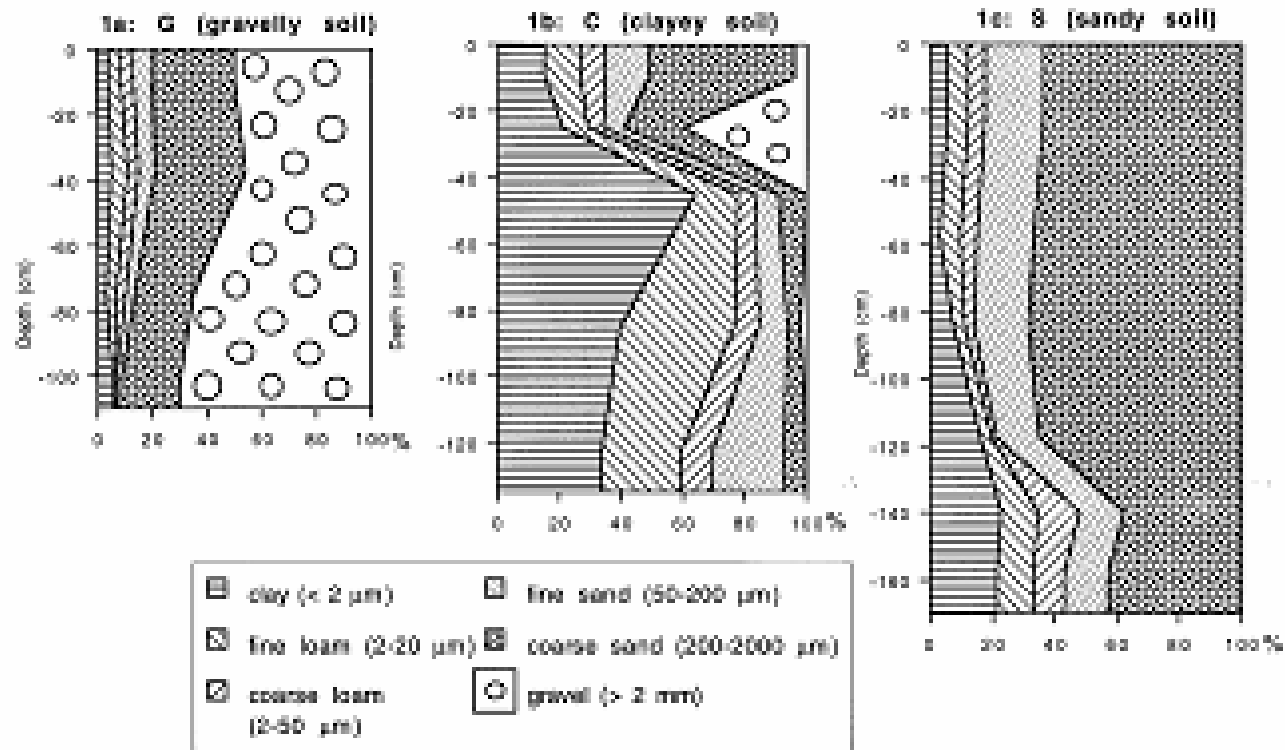 1a: G (gravelly soil)
0
-20
-40
-60
-80
-100
Depth (cm)
0 20 40 60 80 100%
1b: C (clayey soil)
0
-20
-40
-60
-80
-100
-120
Depth (cm)
0 20 40 60 80 100%
1c: S (sandy soil)
0
-20
-40
-60
-80
-100
-120
-140
-160
Depth (cm)
0 20 40 60 80 100%
clay (< 2 µm)
fine loam (2-20 µm)
coarse loam
(2-50 µm)
fine sand (50-200 µm)
coarse sand (200-2000 µm)
gravel (> 2 mm)